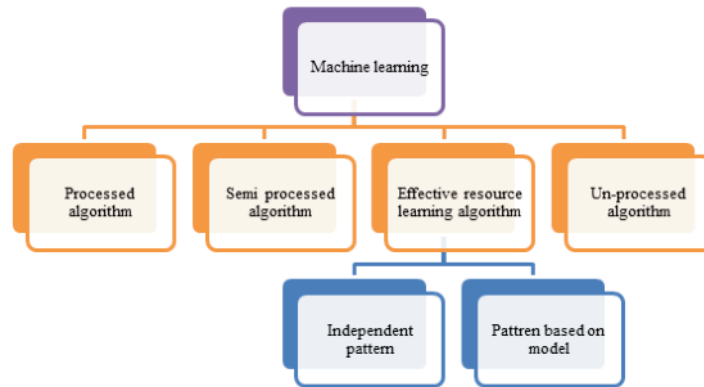 Machine learning
Processed
algorithm
Semi processed
algorithm
Effective resource
learning algorithm
Un-processed
algorithm
Independent
pattern
Pattren based on
model